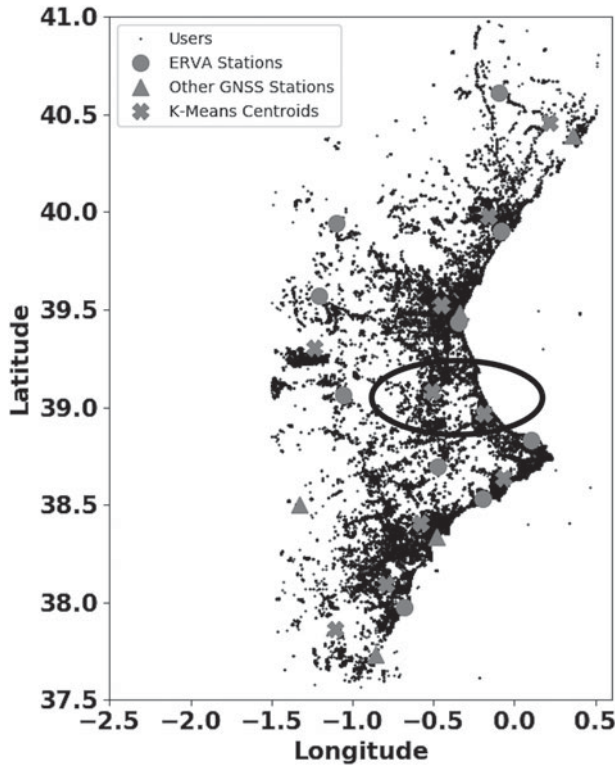 Users
ERVA Stations
Other GNSS Stations
K-Means Centroids
41.0
40.5
40.0
39.5
39.0
38.5
38.0
37.5
Latitude
−2.5 −2.0 −1.5 −1.0 −0.5 0.0 0.5
Longitude